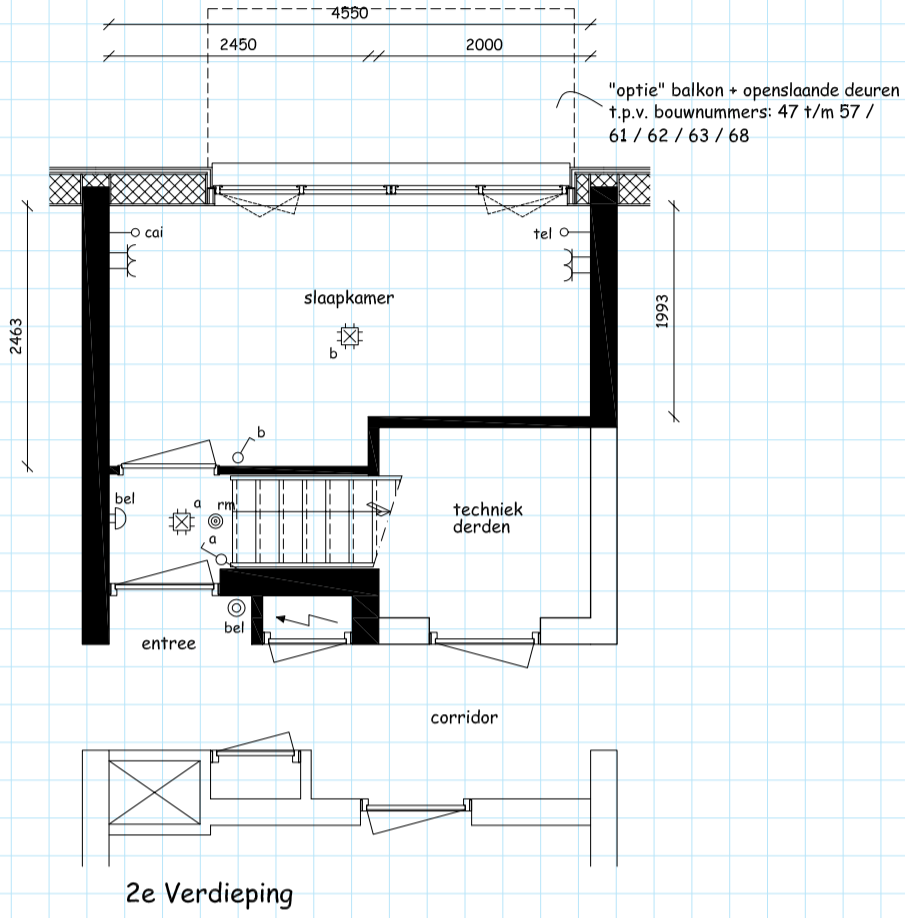 4550
2450
2000
"optie" balkon + openslaande deuren
t.p.v. bouwnummers: 47 t/m 57 /
61 / 62 / 63 / 68
cai
tel
slaapkamer
b
2463
1993
b
bel
a
rm
a
techniek
derden
bel
entree
corridor
2e Verdieping